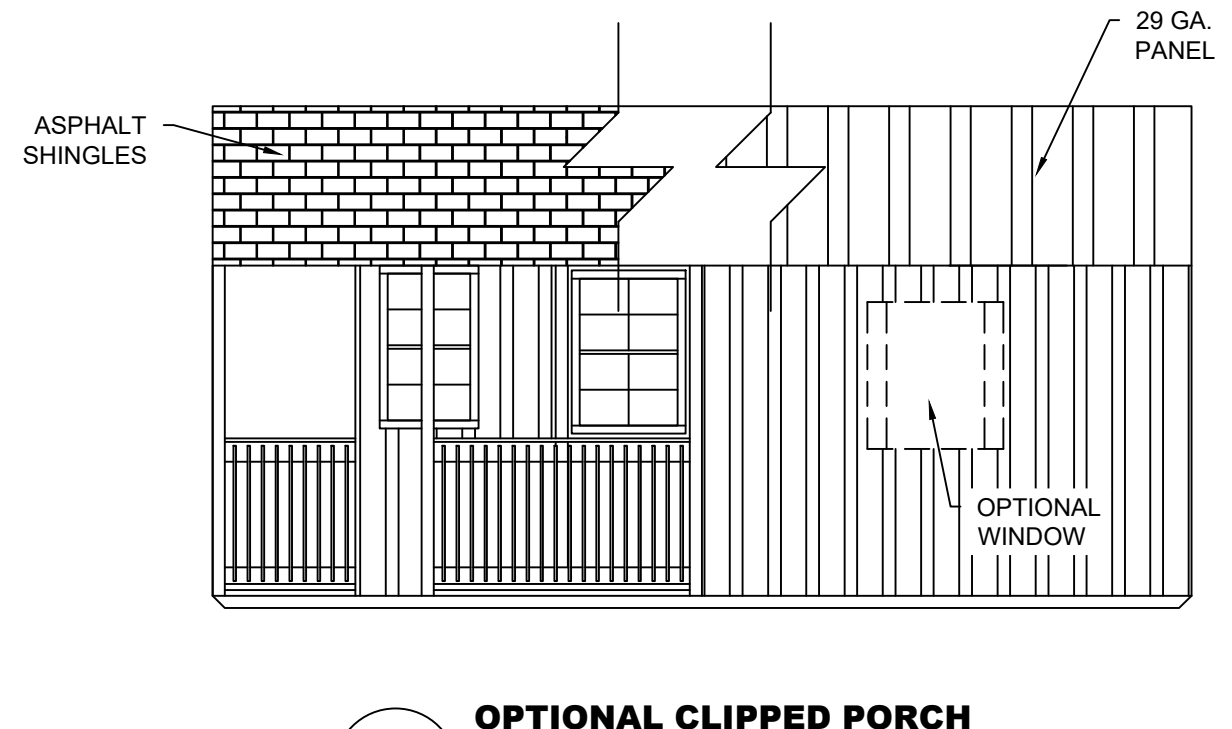 29 GA.
PANEL
ASPHALT
SHINGLES
OPTIONAL
WINDOW
OPTIONAL CLIPPED PORCH